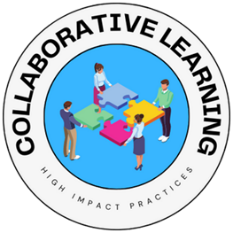 COLLABORATIVE LEARNING
HIGH IMPACT PRACTICES